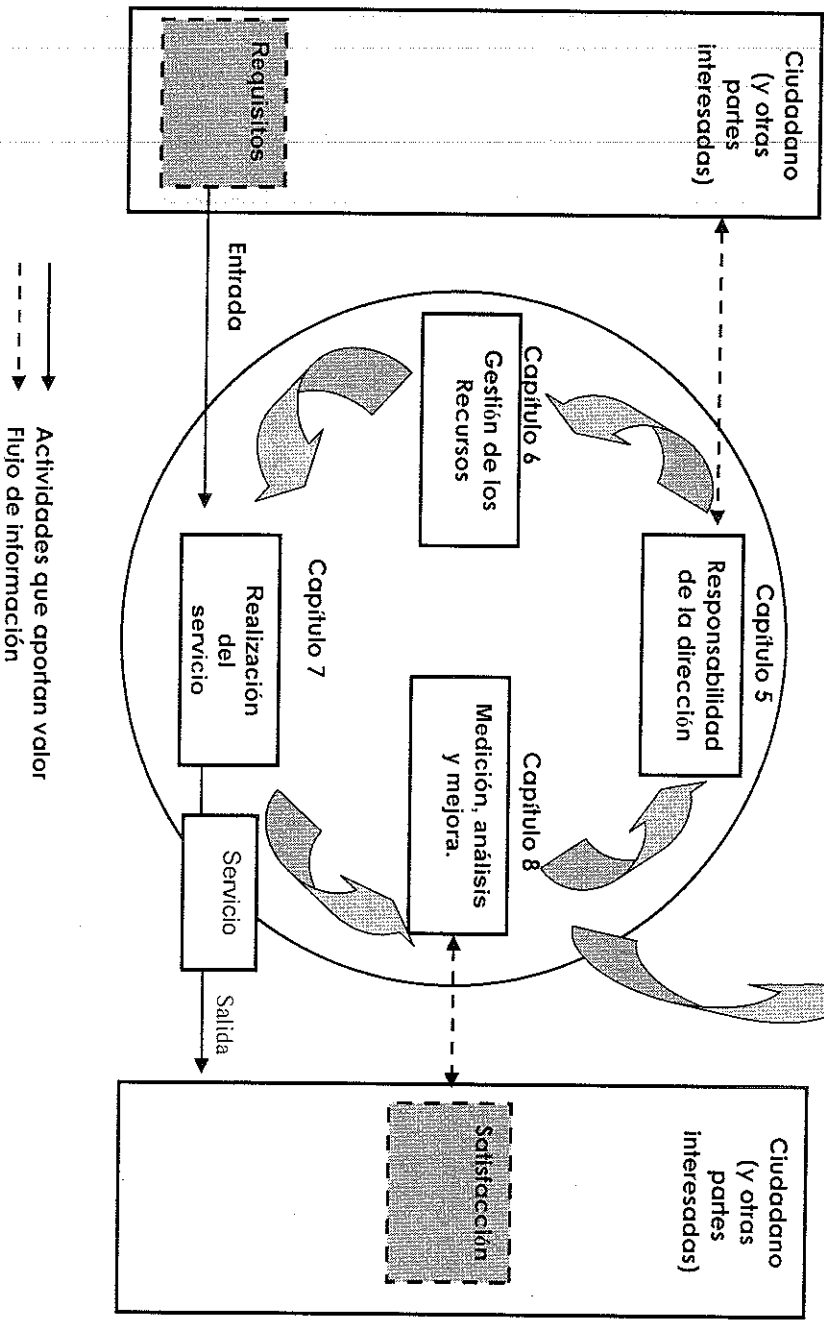 Ciudadano
(y otras
partes
interesadas)
Requisitos
Entrada
Capítulo 5
Responsabilidad
de la dirección
Capítulo 6
Gestión de los
Recursos
Capítulo 8
Medición, análisis
y mejora.
Capítulo 7
Realización
del
servicio
Servicio
Salida
Ciudadano
(y otras
partes
interesadas)
Satisfacción
Actividades que aportan valor
Flujo de información